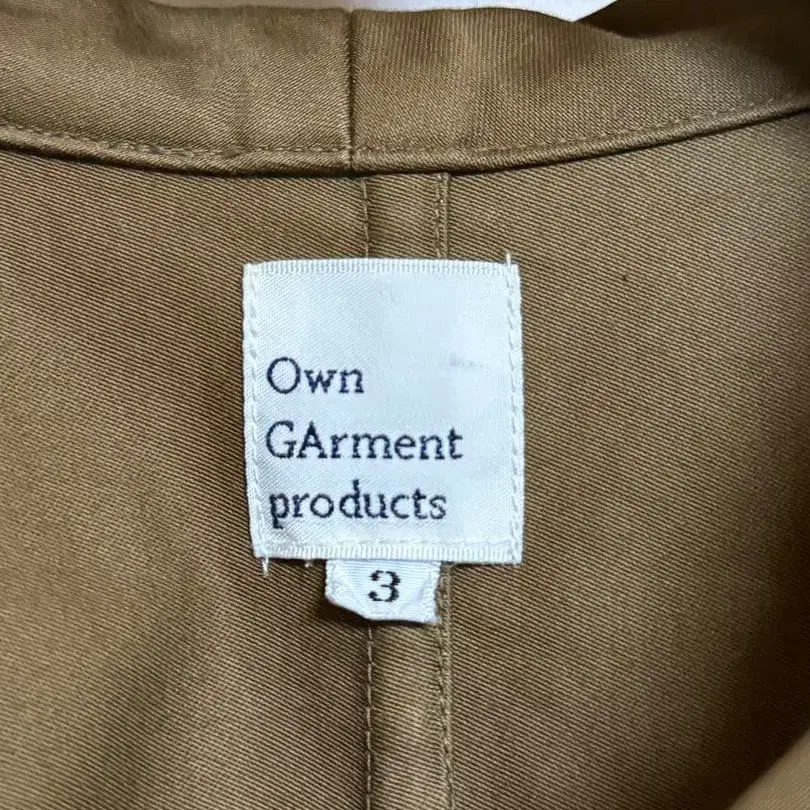 Own
GArment
products
3